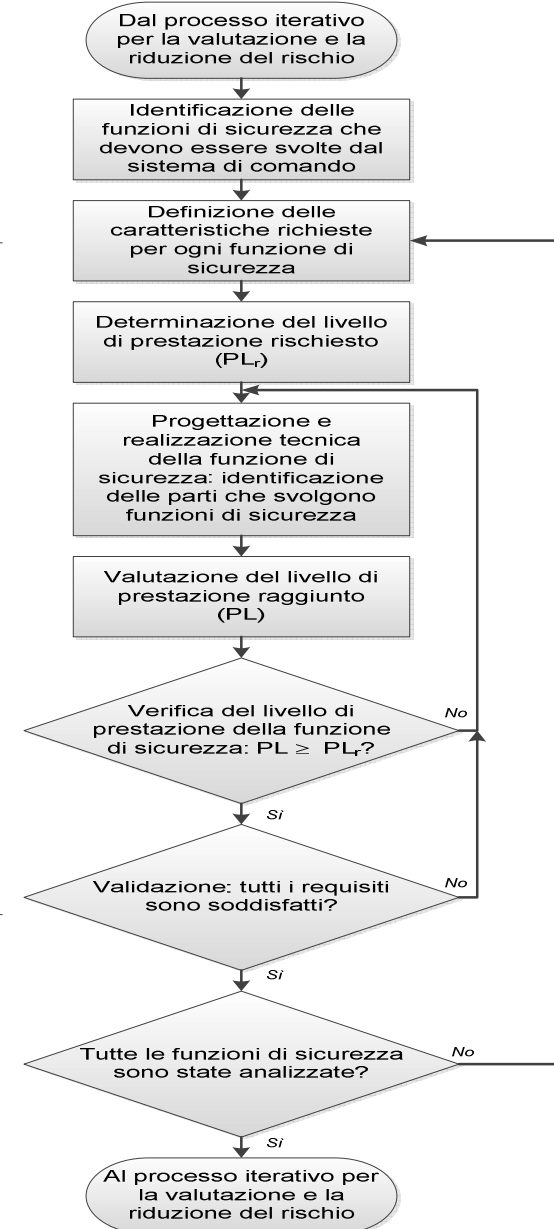 Dal processo iterativo
per la valutazione e la
riduzione del rischio
Identificazione delle
funzioni di sicurezza che
devono essere svolte dal
sistema di comando
Definizione delle
caratteristiche richieste
per ogni funzione di
sicurezza
Determinazione del livello
di prestazione rischiesto
(PLr)
Progettazione e
realizzazione tecnica
della funzione di
sicurezza: identificazione
delle parti che svolgono
funzioni di sicurezza
Valutazione del livello di
prestazione raggiunto
(PL)
Verifica del livello di
prestazione della funzione
di sicurezza: PL ≥ PLr?
No
Sì
Validazione: tutti i requisiti
sono soddisfatti?
No
Sì
Tutte le funzioni di sicurezza
sono state analizzate?
No
Sì
Al processo iterativo per
la valutazione e la
riduzione del rischio